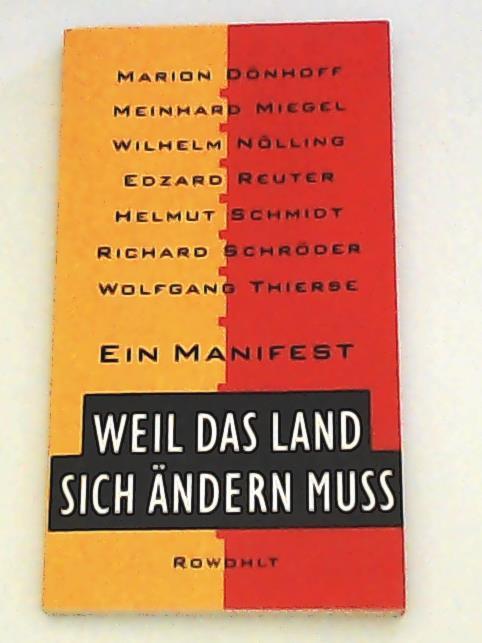 MARION DÖNHOFF
MEINHARD MIEGEL
WILHELM NÖLLING
EDZARD REUTER
HELMUT SCHMIDT
RICHARD SCHRÖDER
WOLFGANG THIERSE
EIN MANIFEST
WEIL DAS LAND
SICH ÄNDERN MUSS
ROWOHLT